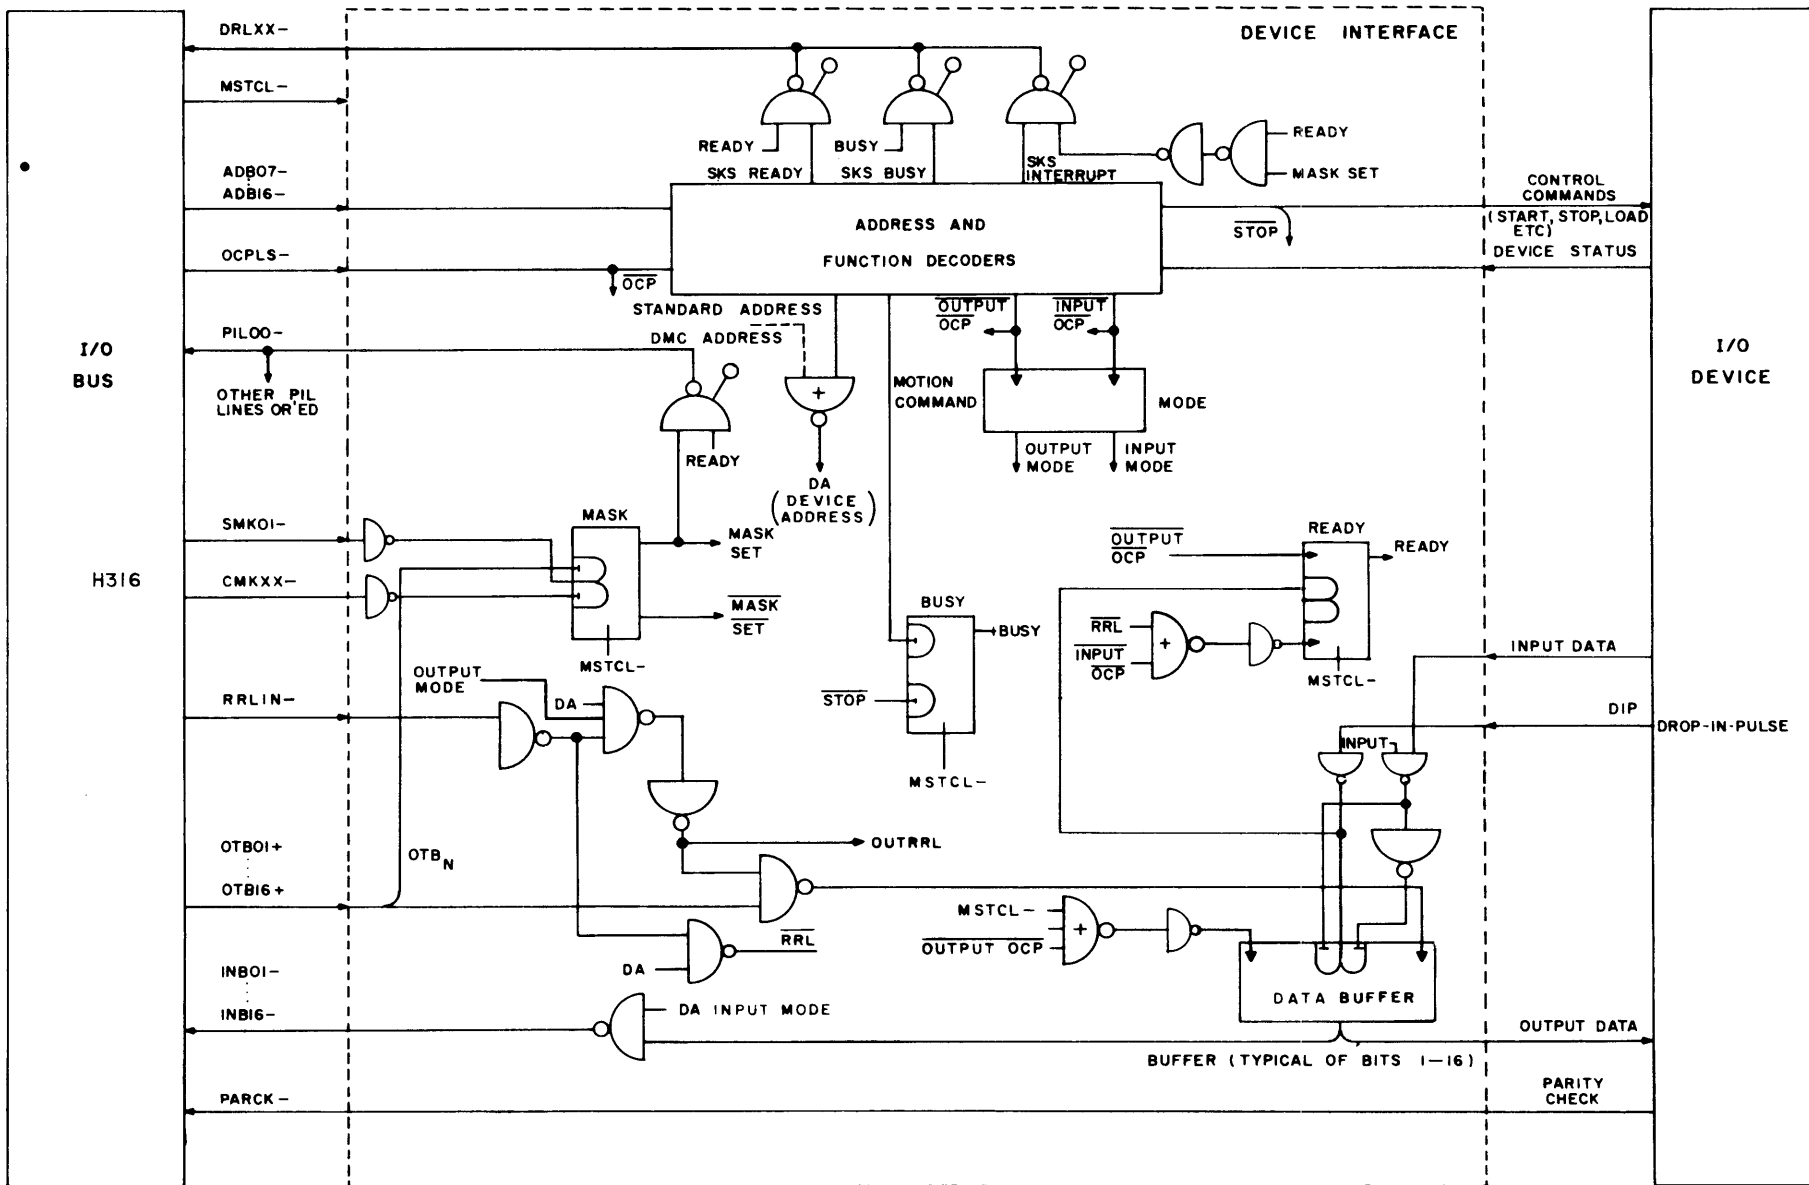 DEVICE INTERFACE
DRLXX-
MSTCL-
ADB07-
ADB16-
OCPLS-
PIL00-
OTHER PIL
LINES OR'ED
I/O
BUS
H316
SMK01-
CMKXX-
RRLIN-
OTB01+
OTB16+
INB01-
INB16-
PARCK-
READY
BUSY
SKS READY
SKS BUSY
SKS
INTERRUPT
READY
MASK SET
ADDRESS AND
FUNCTION DECODERS
CONTROL
COMMANDS
(START, STOP, LOAD
ETC)
STOP
DEVICE STATUS
OCP
STANDARD ADDRESS
DMC ADDRESS
OUTPUT
OCP
INPUT
OCP
I/O
DEVICE
MOTION
COMMAND
MODE
OUTPUT
MODE
INPUT
MODE
+
READY
DA
(DEVICE
ADDRESS)
MASK
MASK
SET
MASK
SET
MSTCL-
BUSY
BUSY
STOP
MSTCL-
READY
OUTPUT
OCP
READY
RRL
+
INPUT
OCP
MSTCL-
INPUT DATA
DIP
DROP-IN-PULSE
INPUT
OUTPUT
MODE
DA
OUTRRL
OTBN
RRL
DA
DA INPUT MODE
MSTCL-
+
OUTPUT OCP
DATA BUFFER
OUTPUT DATA
BUFFER (TYPICAL OF BITS 1-16)
PARITY
CHECK